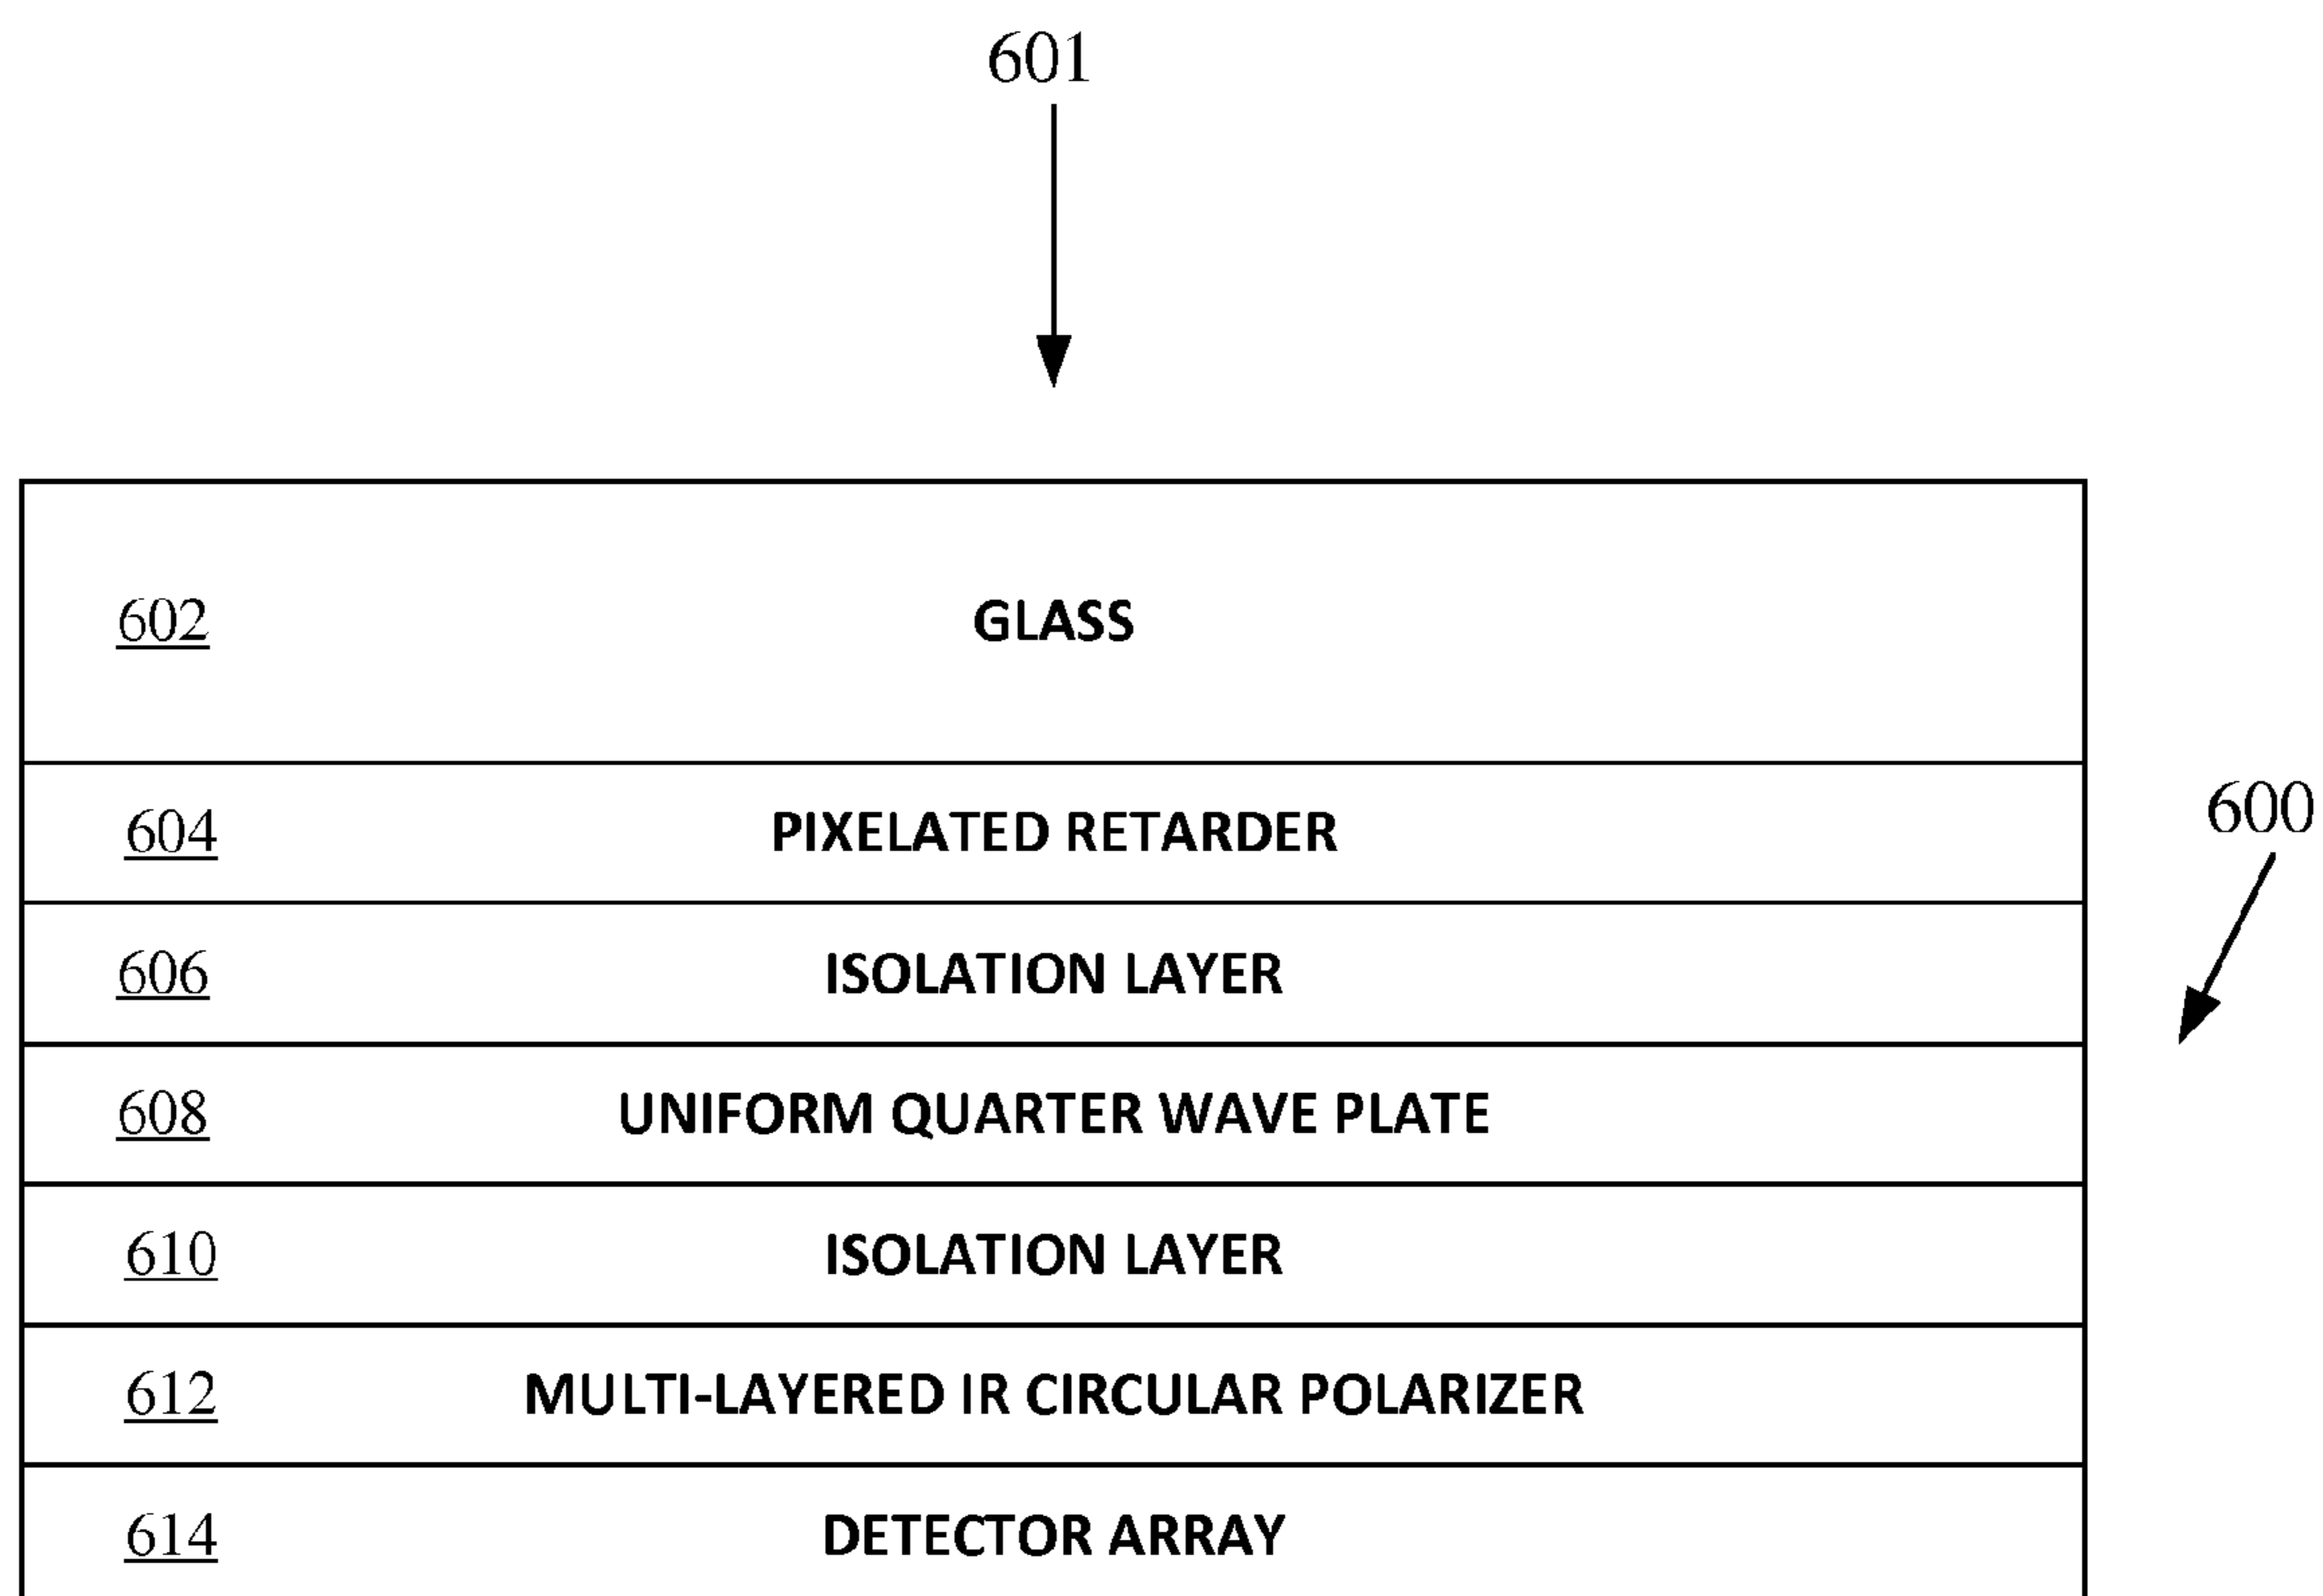 601
602 GLASS
604 PIXELATED RETARDER
600
606 ISOLATION LAYER
608 UNIFORM QUARTER WAVE PLATE
610 ISOLATION LAYER
612 MULTI-LAYERED IR CIRCULAR POLARIZER
614 DETECTOR ARRAY